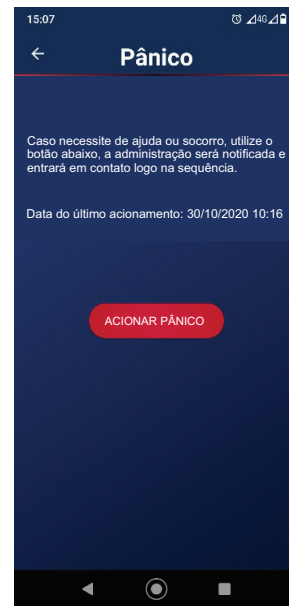 15:07
4G
Pânico
Caso necessite de ajuda ou socorro, utilize o
botão abaixo, a administração será notificada e
entrará em contato logo na sequência.
Data do último acionamento: 30/10/2020 10:16
ACIONAR PÂNICO